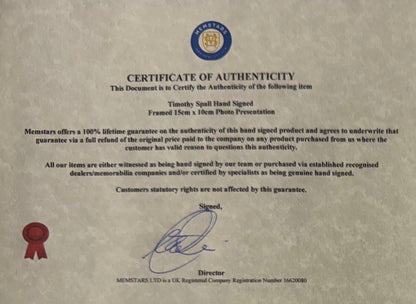 MEMSTARS
CERTIFICATE OF AUTHENTICITY
This Document is to Certify the Authenticity of the following item
Timothy Spall Hand Signed
Framed 15cm x 10cm Photo Presentation
Memstars offers a 100% lifetime guarantee on the authenticity of this hand signed product and agrees to underwrite that
guarantee via a full refund of the original price paid to the company on any product purchased from us where the
customer has valid reason to questions this authenticity.
All our items are either witnessed as being hand signed by our team or purchased via established recognised
dealers/memorabilia companies and/or certified by specialists as being genuine hand signed.
Customers statutory rights are not affected by this guarantee.
Signed,
Director
MEMSTARS LTD is a UK Registered Company Registration Number 16620080